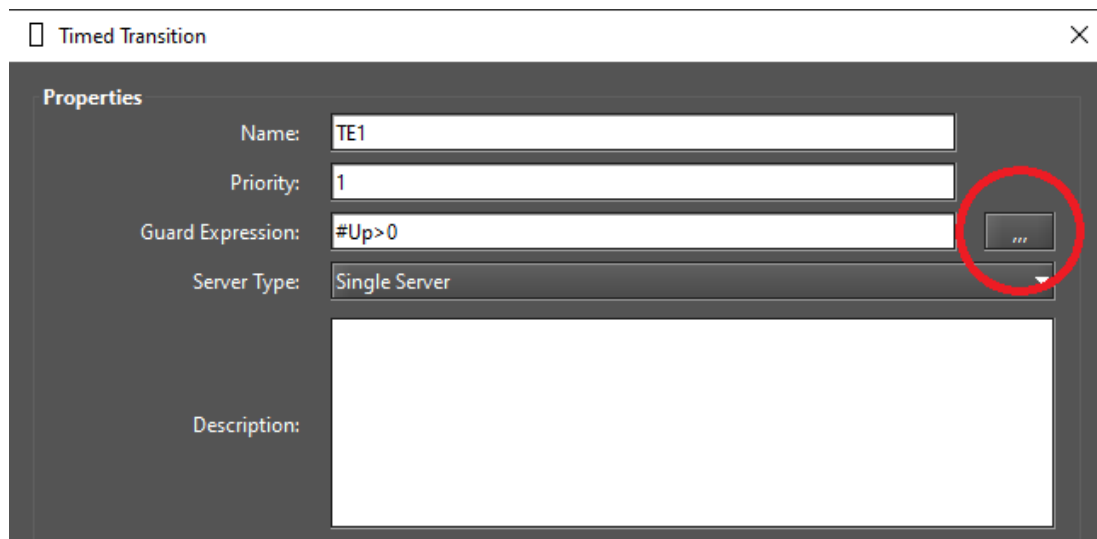 Timed Transition
Properties
Name: TE1
Priority: 1
Guard Expression: #Up>0 ,,,
Server Type: Single Server
Description: